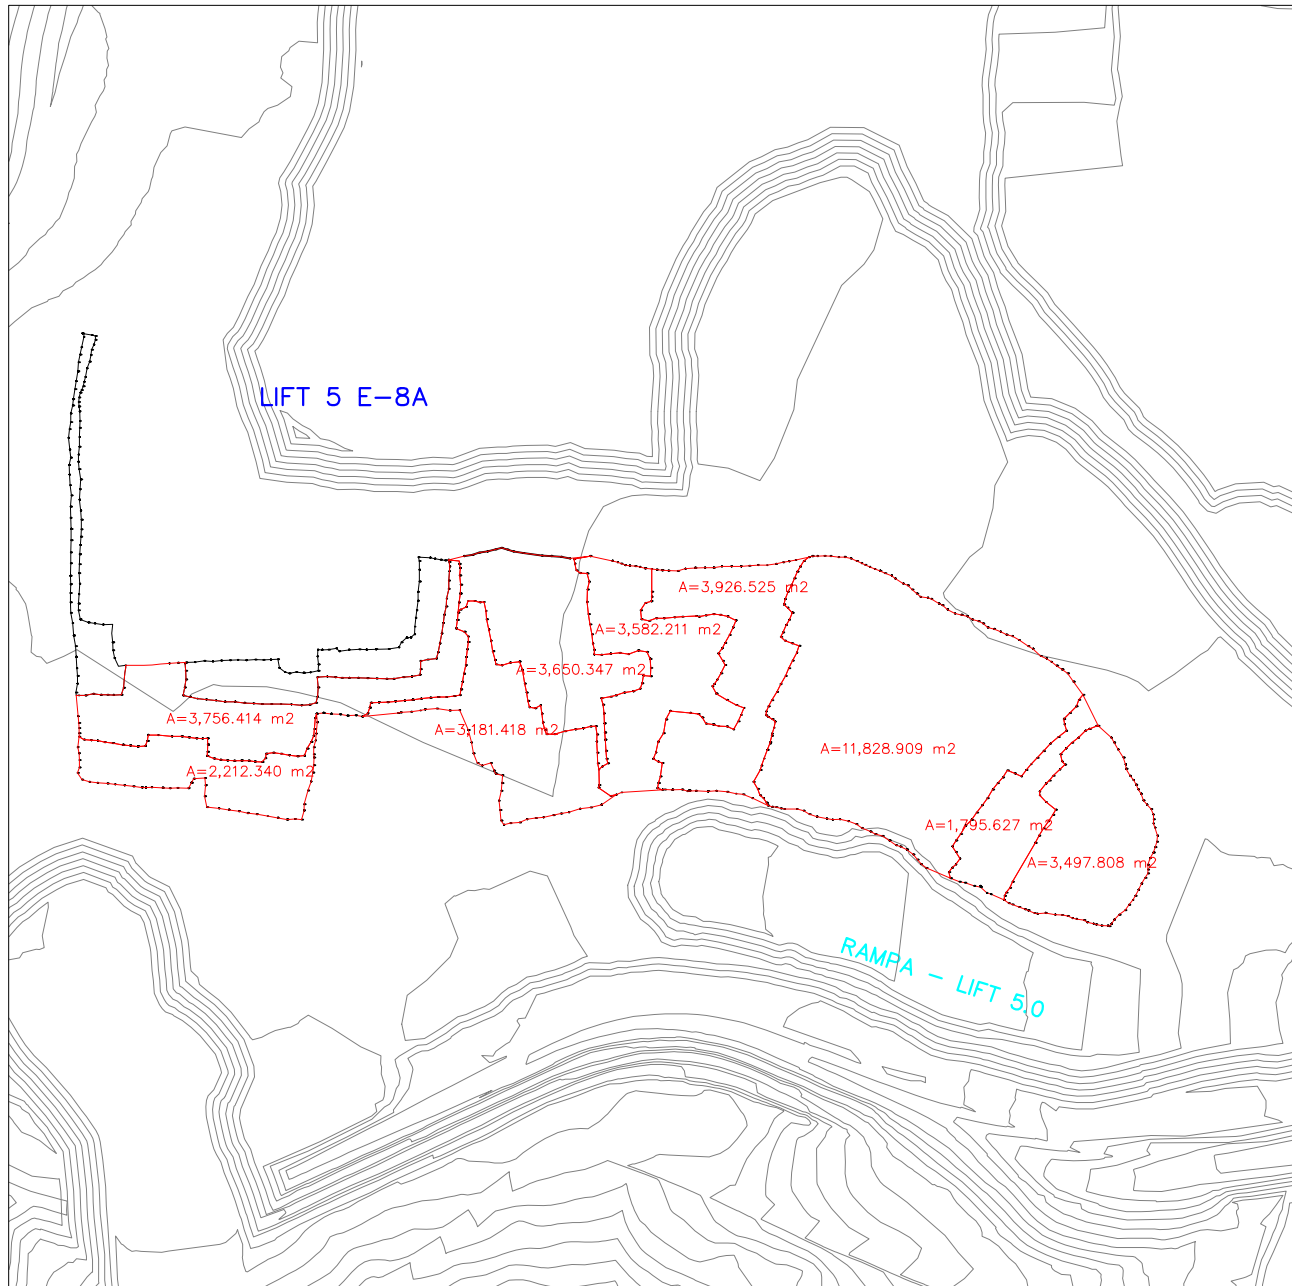 LIFT 5 E-8A
A=3,926.525 m2
A=3,582.211 m2
A=3,650.347 m2
A=3,756.414 m2
A=3,181.418 m2
A=11,828.909 m2
A=2,212.340 m2
A=1,795.627 m2
A=3,497.808 m2
RAMPA - LIFT 5.0